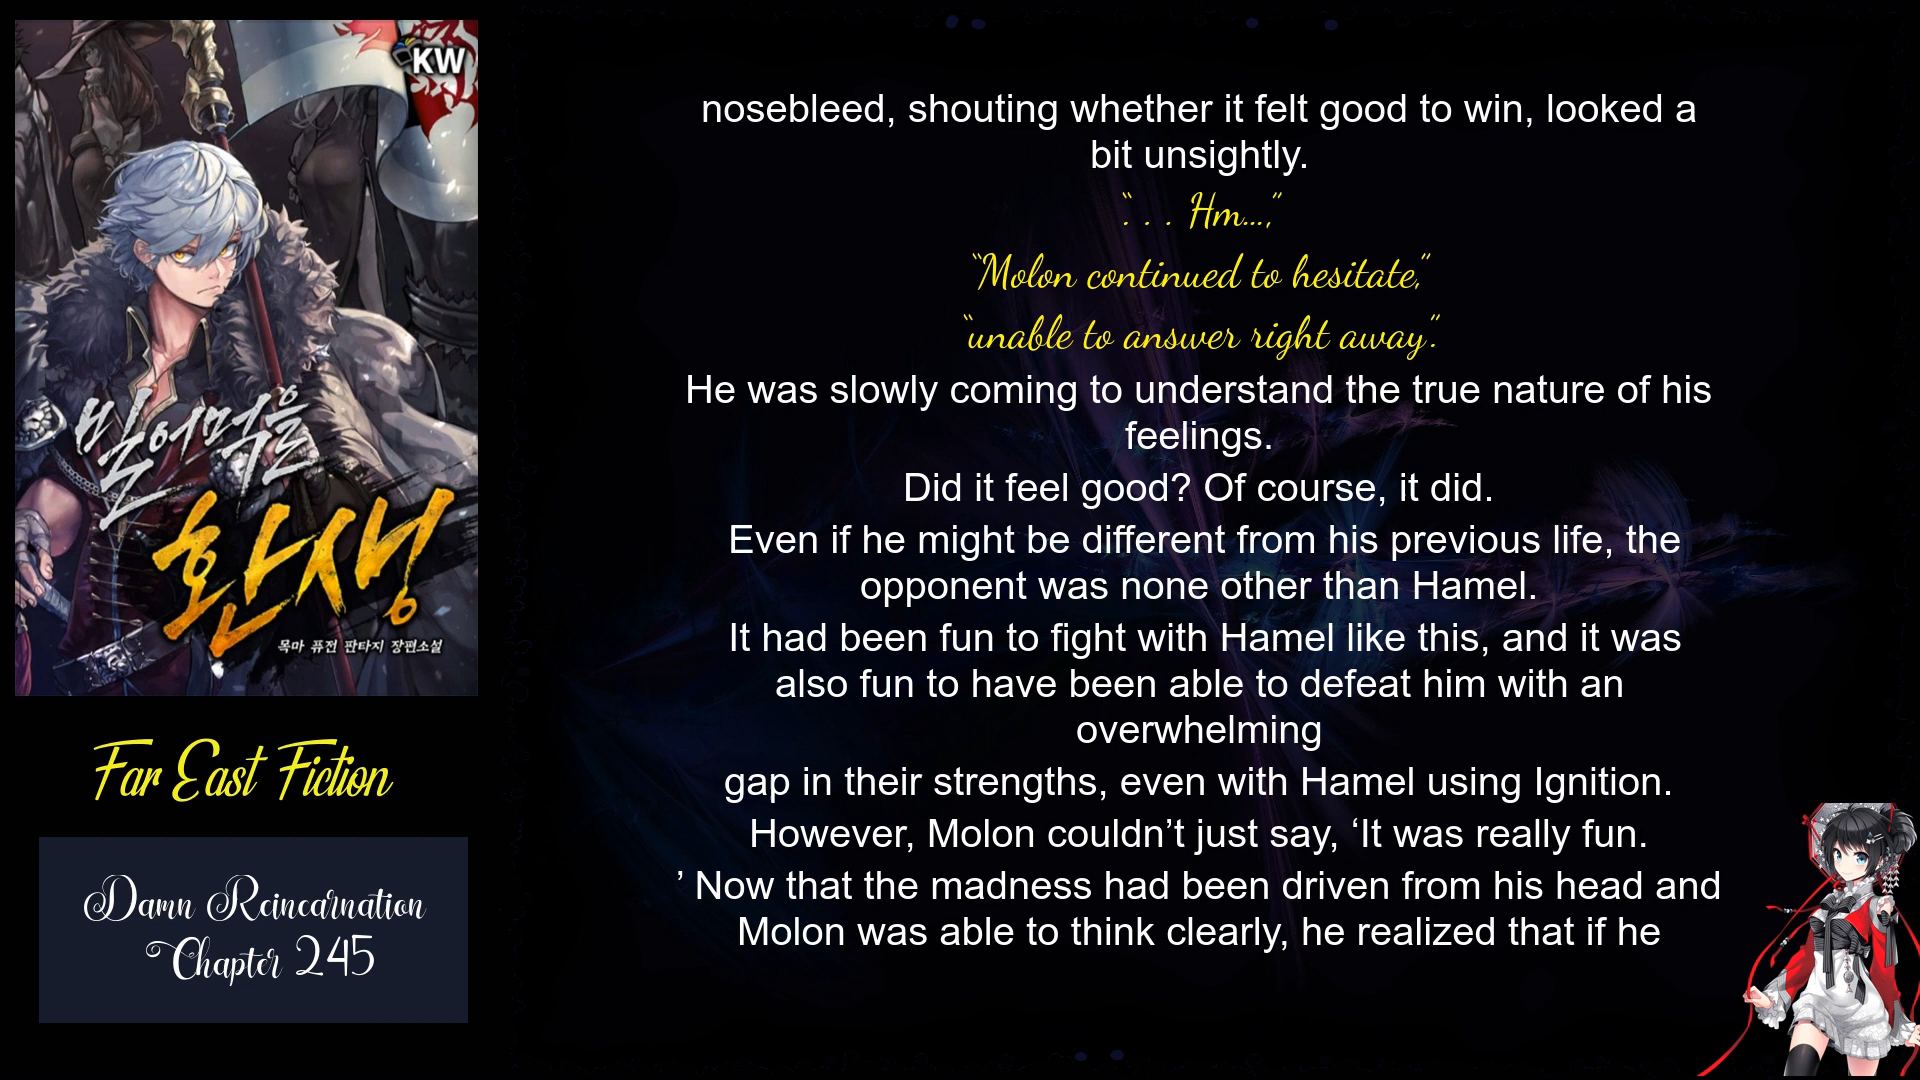 KW
빌어먹을
환생
목마 퓨전 판타지 장편소설
Far East Fiction
Damn Reincarnation
Chapter 245
nosebleed, shouting whether it felt good to win, looked a
bit unsightly.
“. . . Hm...,”
“Molon continued to hesitate,”
“unable to answer right away”.
He was slowly coming to understand the true nature of his
feelings.
Did it feel good? Of course, it did.
Even if he might be different from his previous life, the
opponent was none other than Hamel.
It had been fun to fight with Hamel like this, and it was
also fun to have been able to defeat him with an
overwhelming
gap in their strengths, even with Hamel using Ignition.
However, Molon couldn’t just say, ‘It was really fun.
’ Now that the madness had been driven from his head and
Molon was able to think clearly, he realized that if he